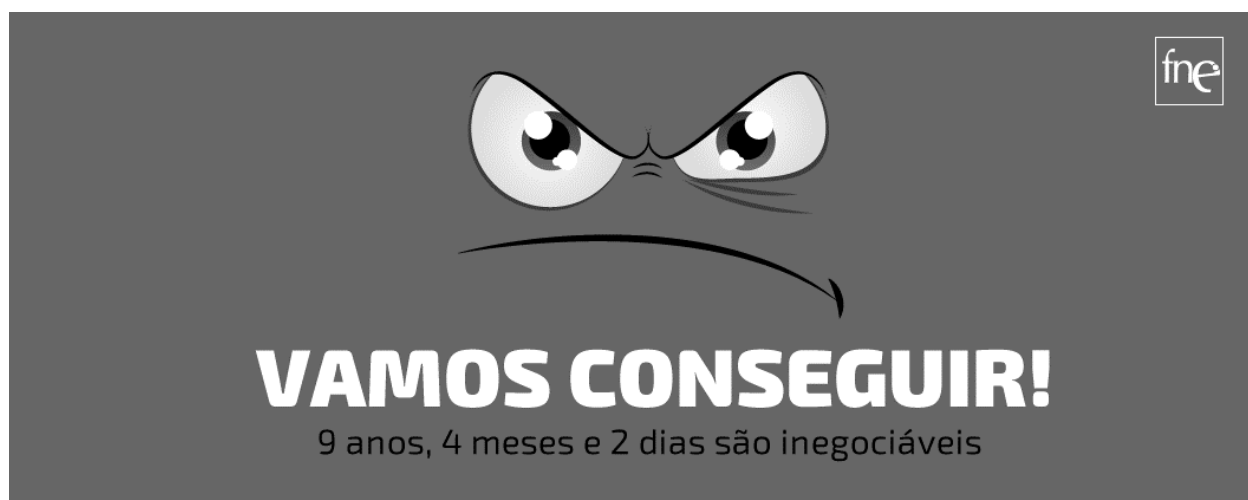 fne
VAMOS CONSEGUIR!
9 anos, 4 meses e 2 dias são inegociáveis